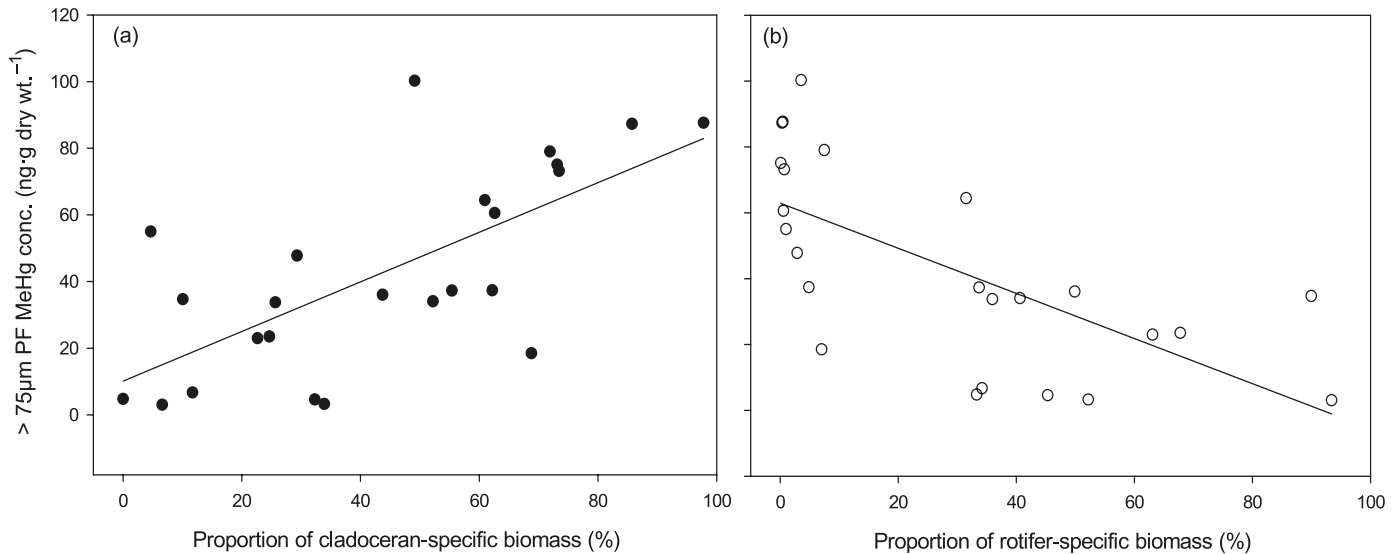 (a)
(b)
> 75µm PF MeHg conc. (ng·g dry wt.⁻¹)
120
100
80
60
40
20
0
0 20 40 60 80 100
0 20 40 60 80 100
Proportion of cladoceran-specific biomass (%)
Proportion of rotifer-specific biomass (%)